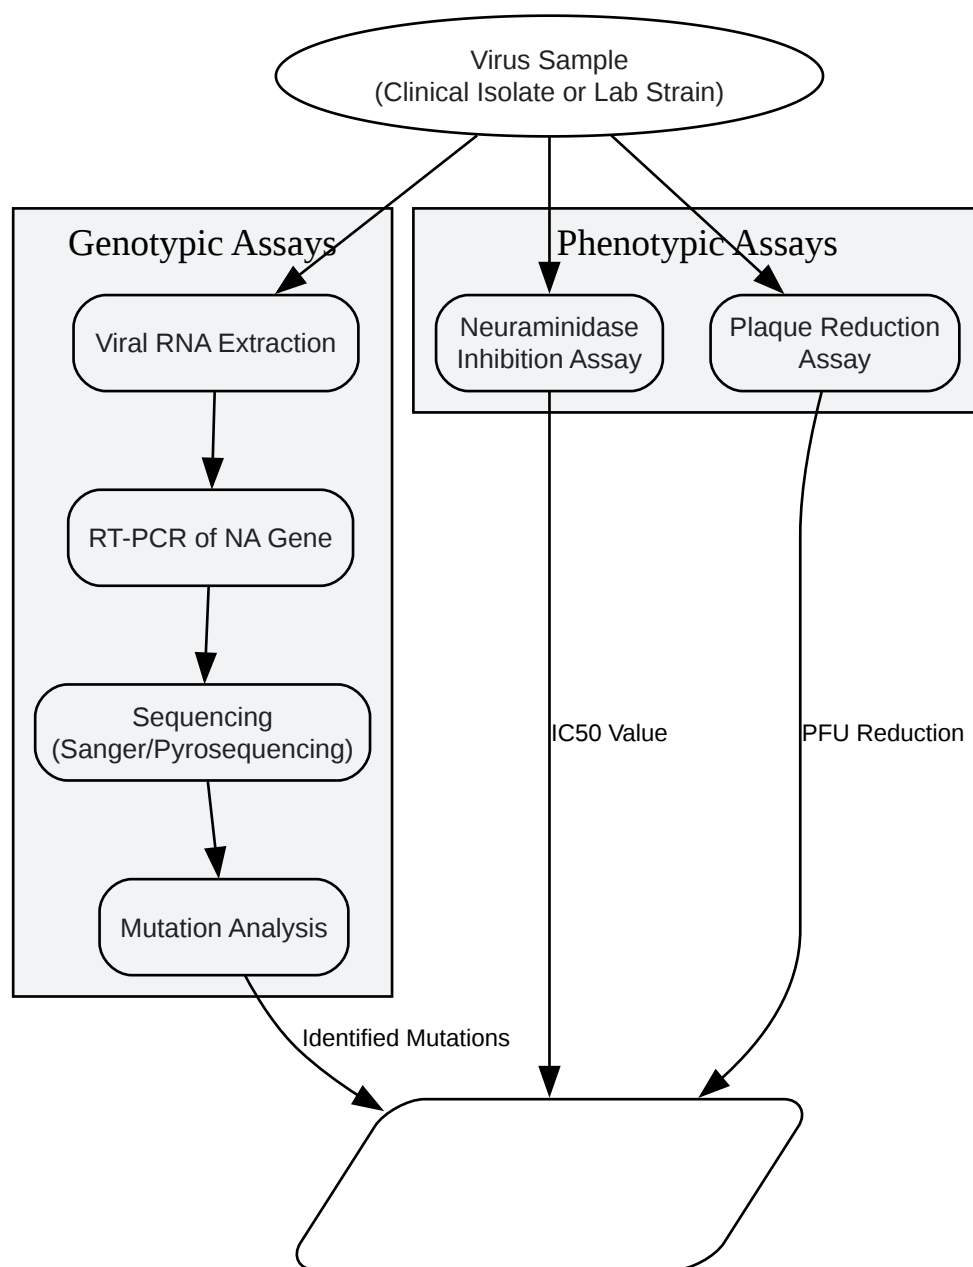 Virus Sample
(Clinical Isolate or Lab Strain)
Genotypic Assays
Phenotypic Assays
Viral RNA Extraction
Neuraminidase
Inhibition Assay
Plaque Reduction
Assay
RT-PCR of NA Gene
Sequencing
(Sanger/Pyrosequencing)
IC50 Value
PFU Reduction
Mutation Analysis
Identified Mutations